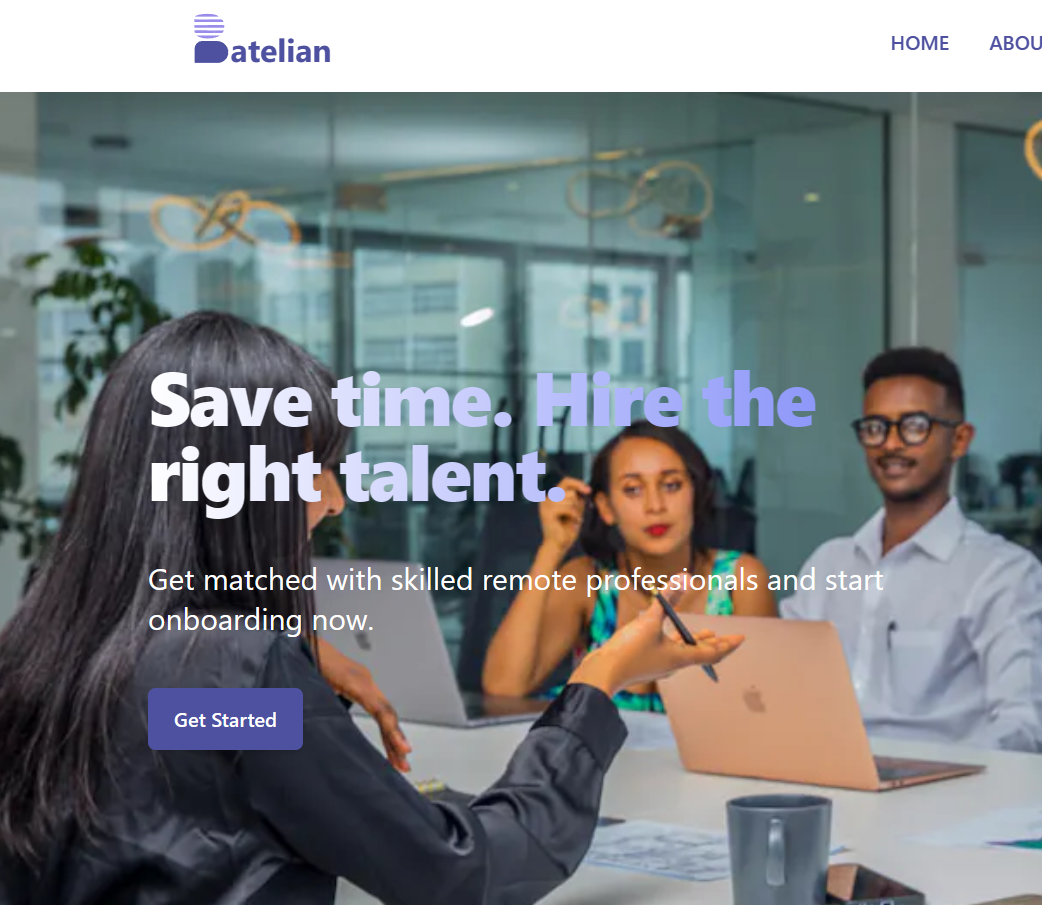 Batelian
HOME ABOU
Save time. Hire the
right talent.
Get matched with skilled remote professionals and start
onboarding now.
Get Started